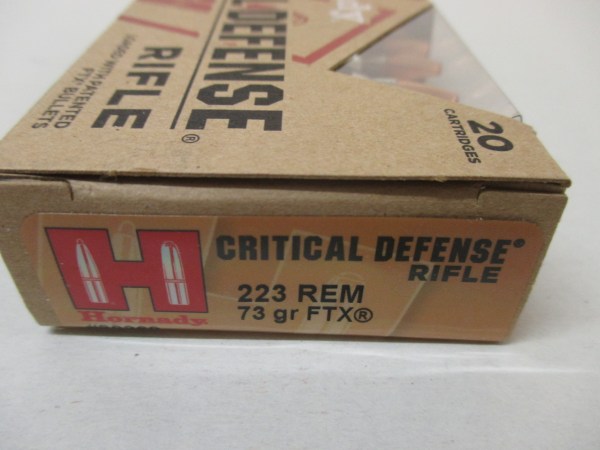 DEFENSE®
RIFLE
LOADED WITH PATENTED
FTX® BULLETS
20
CARTRIDGES
H
Hornady
CRITICAL DEFENSE®
RIFLE
223 REM
73 gr FTX®